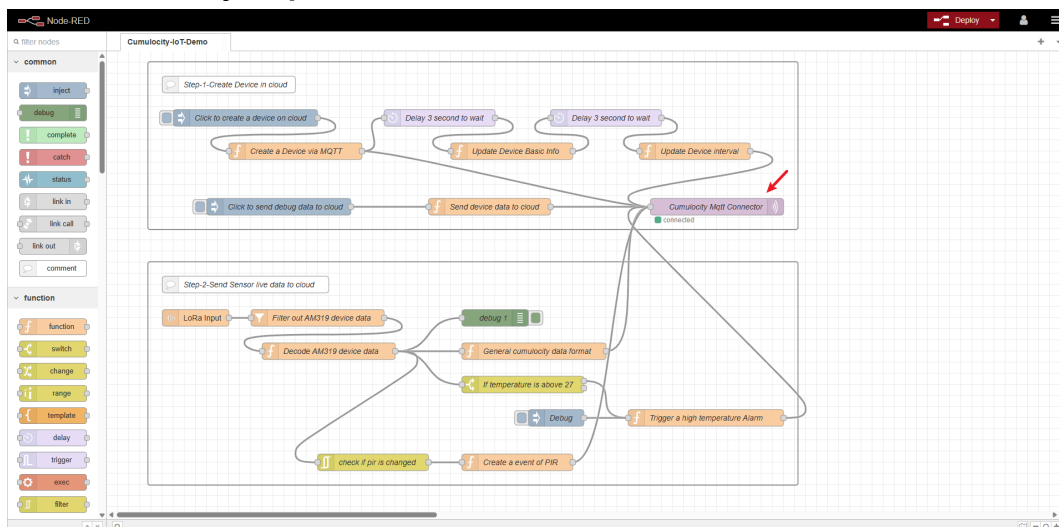 Node-RED
Deploy
filter nodes
Cumulocity-IoT-Demo
common
inject
debug
complete
catch
status
link in
link call
link out
comment
function
function
switch
change
range
template
delay
trigger
exec
filter
Step-1-Create Device in cloud
Click to create a device on cloud
Delay 3 second to wait
Delay 3 second to wait
Create a Device via MQTT
Update Device Basic Info
Update Device interval
Click to send debug data to cloud
Send device data to cloud
Cumulocity Mqtt Connector
connected
Step-2-Send Sensor live data to cloud
LoRa Input
Filter out AM319 device data
debug 1
Decode AM319 device data
General cumulocity data format
If temperature is above 27
Debug
Trigger a high temperature Alarm
check if pir is changed
Create a event of PIR